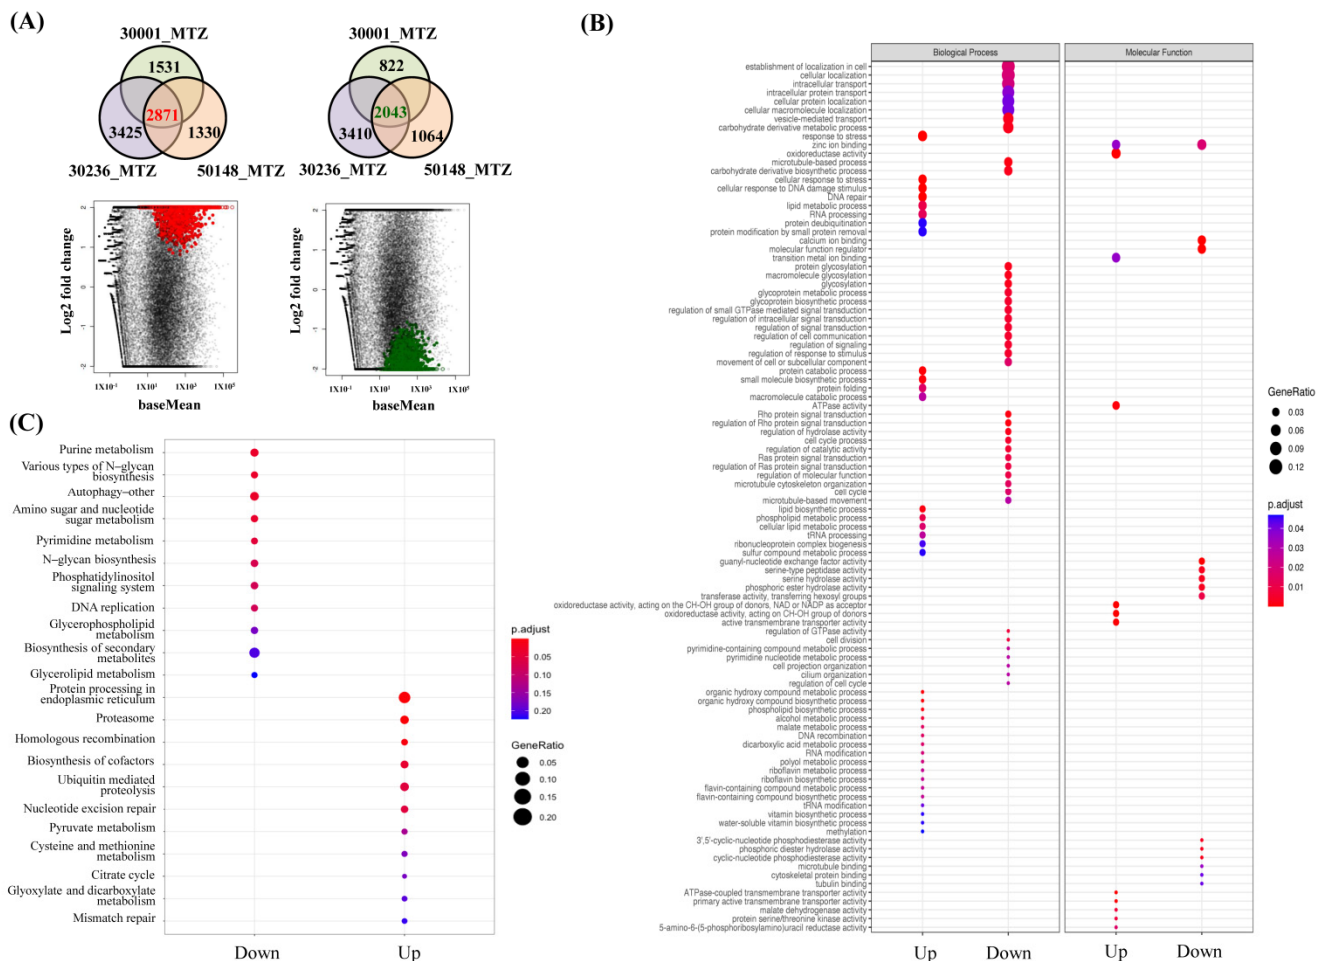 (A)
30001_MTZ
1531
2871
3425
1330
30236_MTZ
50148_MTZ
30001_MTZ
822
2043
3410
1064
30236_MTZ
50148_MTZ
Log2 fold change
2
1
0
-1
-2
1X10-1
1X101
1X103
1X105
baseMean
Log2 fold change
2
1
0
-1
-2
1X10-1
1X101
1X103
1X105
baseMean
(B)
Biological Process
Molecular Function
establishment of localization in cell
cellular localization
intracellular transport
intracellular protein transport
cellular protein localization
cellular macromolecule localization
vesicle-mediated transport
carbohydrate derivative metabolic process
response to stress
zinc ion binding
oxidoreductase activity
microtubule-based process
carbohydrate derivative biosynthetic process
cellular response to stress
cellular response to DNA damage stimulus
DNA repair
lipid metabolic process
RNA processing
protein deubiquitination
protein modification by small protein removal
calcium ion binding
molecular function regulator
transition metal ion binding
protein glycosylation
macromolecule glycosylation
glycosylation
glycoprotein metabolic process
glycoprotein biosynthetic process
regulation of small GTPase mediated signal transduction
regulation of intracellular signal transduction
regulation of signal transduction
regulation of cell communication
regulation of signaling
regulation of response to stimulus
movement of cell or subcellular component
protein catabolic process
small molecule biosynthetic process
protein folding
macromolecule catabolic process
ATPase activity
Rho protein signal transduction
regulation of Rho protein signal transduction
regulation of hydrolase activity
cell cycle process
regulation of catalytic activity
Ras protein signal transduction
regulation of Ras protein signal transduction
regulation of molecular function
microtubule cytoskeleton organization
cell cycle
microtubule-based movement
lipid biosynthetic process
phospholipid metabolic process
cellular lipid metabolic process
tRNA processing
ribonucleoprotein complex biogenesis
sulfur compound metabolic process
guanyl-nucleotide exchange factor activity
serine-type peptidase activity
serine hydrolase activity
phosphoric ester hydrolase activity
transferase activity, transferring hexosyl groups
oxidoreductase activity, acting on the CH-OH group of donors, NAD or NADP as acceptor
oxidoreductase activity, acting on CH-OH group of donors
active transmembrane transporter activity
regulation of GTPase activity
cell division
pyrimidine-containing compound metabolic process
pyrimidine nucleotide metabolic process
cell projection organization
cilium organization
regulation of cell cycle
organic hydroxy compound metabolic process
organic hydroxy compound biosynthetic process
phospholipid biosynthetic process
alcohol metabolic process
malate metabolic process
DNA recombination
dicarboxylic acid metabolic process
RNA modification
polyol metabolic process
riboflavin metabolic process
riboflavin biosynthetic process
flavin-containing compound metabolic process
flavin-containing compound biosynthetic process
tRNA modification
vitamin biosynthetic process
water-soluble vitamin biosynthetic process
methylation
3',5'-cyclic-nucleotide phosphodiesterase activity
phosphoric diester hydrolase activity
cyclic-nucleotide phosphodiesterase activity
microtubule binding
cytoskeletal protein binding
tubulin binding
ATPase-coupled transmembrane transporter activity
primary active transmembrane transporter activity
malate dehydrogenase activity
protein serine/threonine kinase activity
5-amino-6-(5-phosphoribosylamino)uracil reductase activity
Up
Down
Up
Down
GeneRatio
0.03
0.06
0.09
0.12
p.adjust
0.04
0.03
0.02
0.01
(C)
Purine metabolism
Various types of N–glycan
biosynthesis
Autophagy–other
Amino sugar and nucleotide
sugar metabolism
Pyrimidine metabolism
N–glycan biosynthesis
Phosphatidylinositol
signaling system
DNA replication
Glycerophospholipid
metabolism
Biosynthesis of secondary
metabolites
Glycerolipid metabolism
Protein processing in
endoplasmic reticulum
Proteasome
Homologous recombination
Biosynthesis of cofactors
Ubiquitin mediated
proteolysis
Nucleotide excision repair
Pyruvate metabolism
Cysteine and methionine
metabolism
Citrate cycle
Glyoxylate and dicarboxylate
metabolism
Mismatch repair
Down
Up
p.adjust
0.05
0.10
0.15
0.20
GeneRatio
0.05
0.10
0.15
0.20